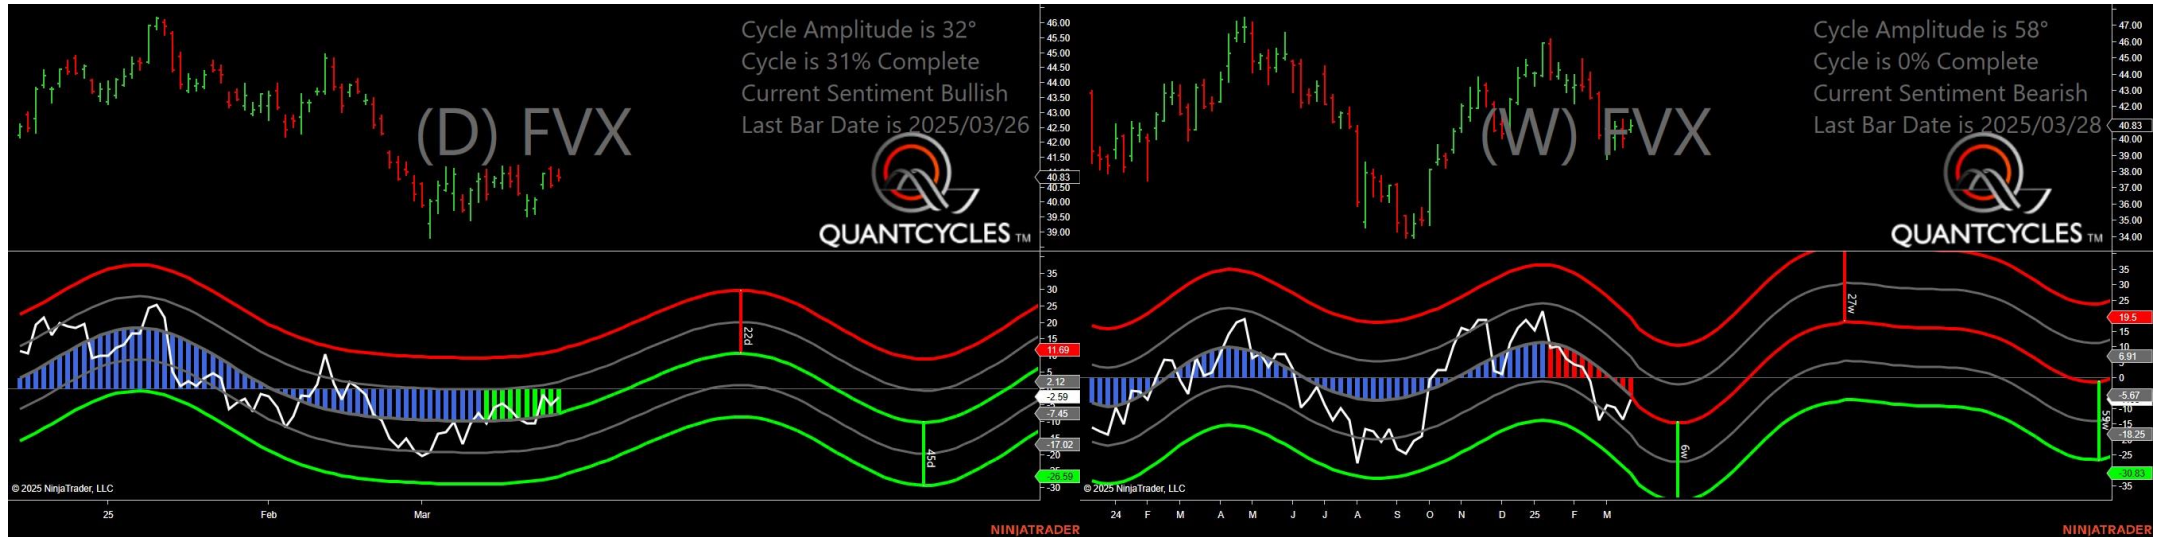 Cycle Amplitude is 32°
Cycle is 31% Complete
Current Sentiment Bullish
Last Bar Date is 2025/03/26
(D) FVX
QUANTCYCLES TM
46.00
45.50
45.00
44.50
44.00
43.50
43.00
42.50
42.00
41.50
40.83
40.50
40.00
39.50
39.00
35
30
25
20
15
11.69
5
2.12
-2.59
-7.45
-10
-17.02
-20
-26.59
-30
22d
45d
© 2025 NinjaTrader, LLC
25
Feb
Mar
NINJATRADER
Cycle Amplitude is 58°
Cycle is 0% Complete
Current Sentiment Bearish
Last Bar Date is 2025/03/28
(W) FVX
QUANTCYCLES TM
47.00
46.00
45.00
44.00
43.00
42.00
40.83
40.00
39.00
38.00
37.00
36.00
35.00
34.00
35
30
25
19.5
15
6.91
0
-5.67
-10
-18.25
-25
-30.83
-35
27w
6w
59w
© 2025 NinjaTrader, LLC
24
F
M
A
M
J
J
A
S
O
N
D
25
F
M
NINJATRADER